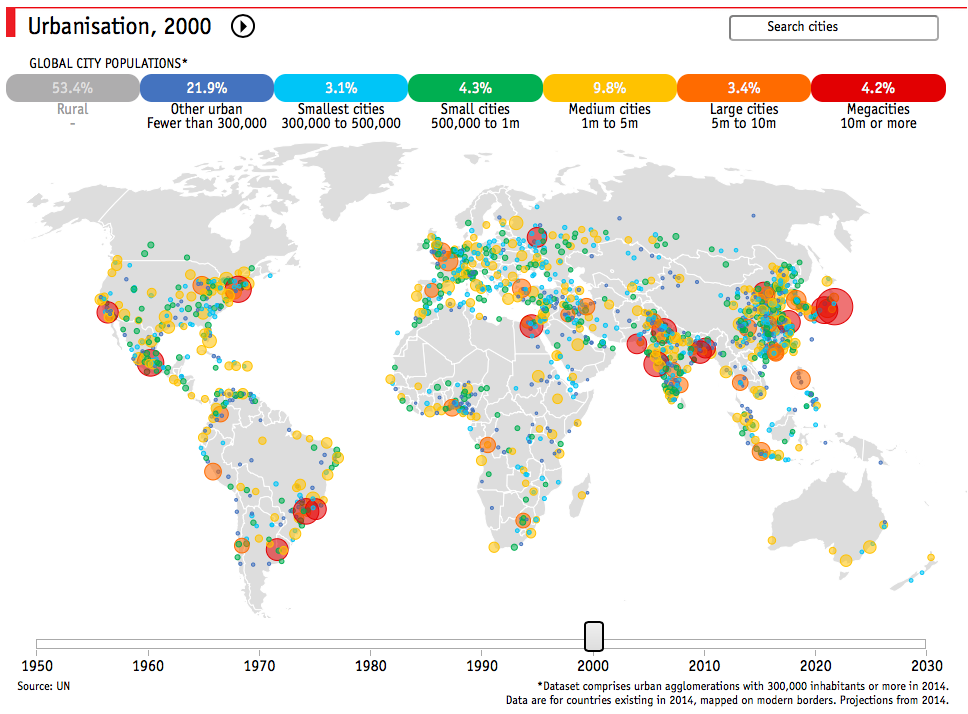 Urbanisation, 2000
Search cities
GLOBAL CITY POPULATIONS*
53.4% 21.9% 3.1% 4.3% 9.8% 3.4% 4.2%
Rural Other urban Smallest cities Small cities Medium cities Large cities Megacities
- Fewer than 300,000 300,000 to 500,000 500,000 to 1m 1m to 5m 5m to 10m 10m or more
1950 1960 1970 1980 1990 2000 2010 2020 2030
Source: UN
*Dataset comprises urban agglomerations with 300,000 inhabitants or more in 2014.
Data are for countries existing in 2014, mapped on modern borders. Projections from 2014.